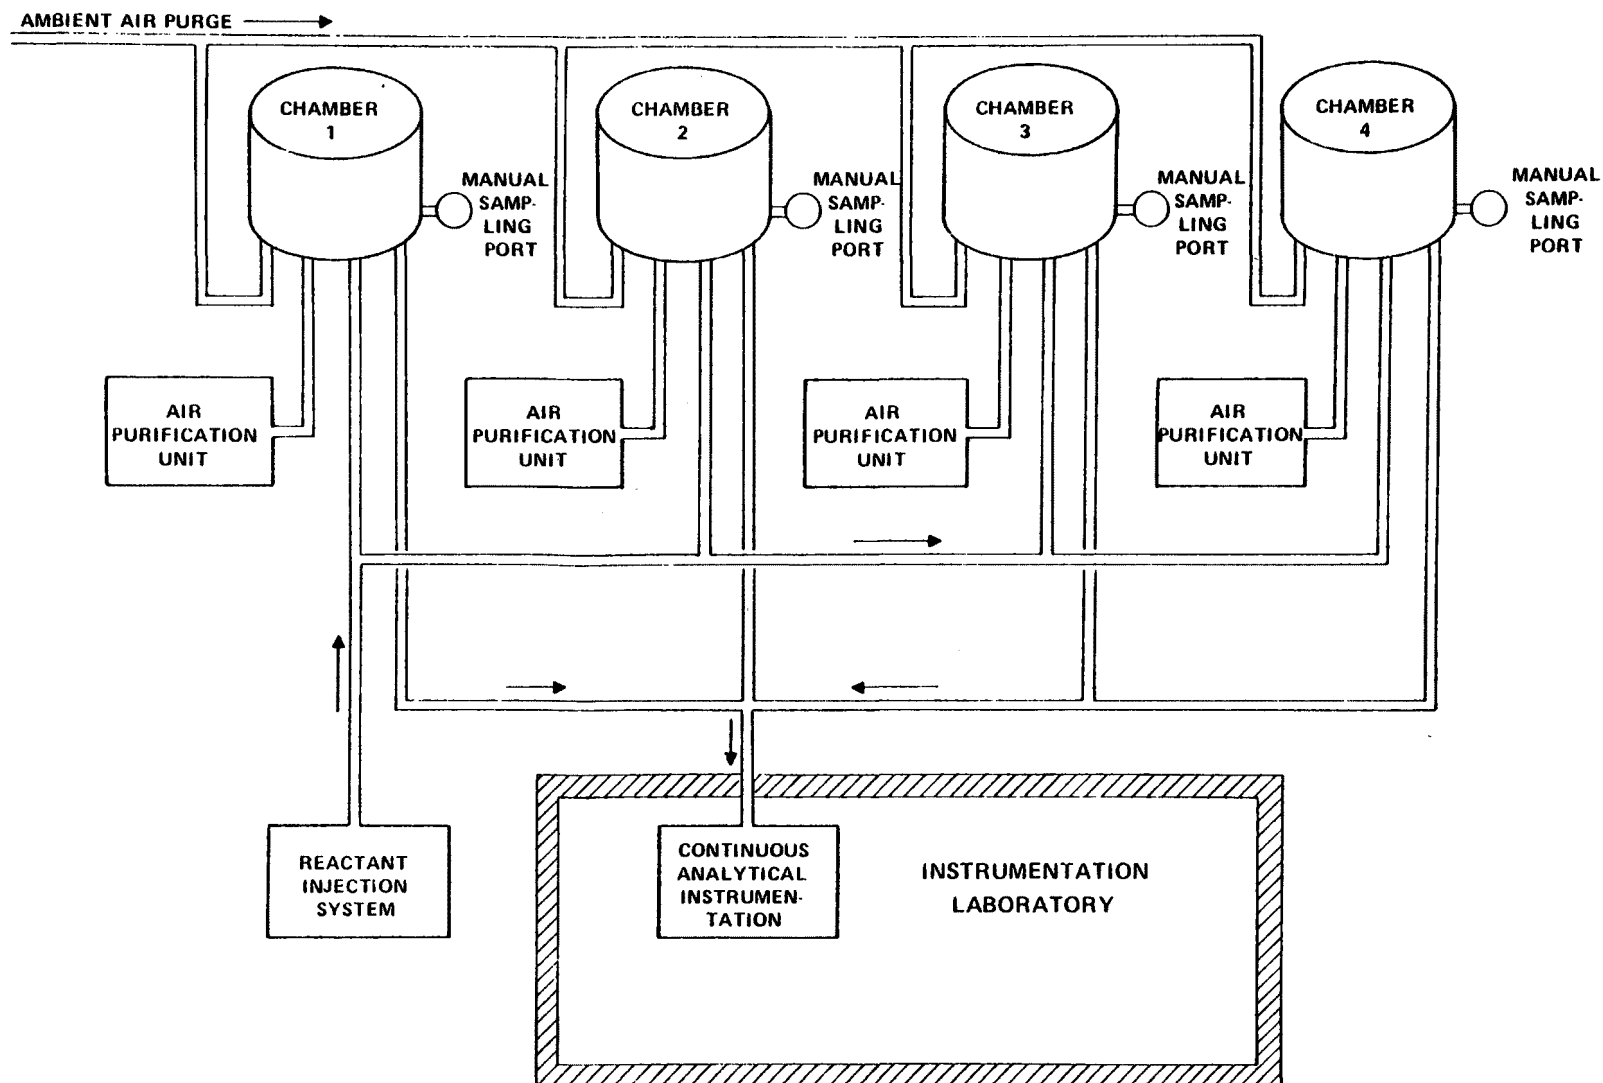 AMBIENT AIR PURGE
CHAMBER
1
CHAMBER
2
CHAMBER
3
CHAMBER
4
MANUAL
SAMP-
LING
PORT
MANUAL
SAMP-
LING
PORT
MANUAL
SAMP-
LING
PORT
MANUAL
SAMP-
LING
PORT
AIR
PURIFICATION
UNIT
AIR
PURIFICATION
UNIT
AIR
PURIFICATION
UNIT
AIR
PURIFICATION
UNIT
REACTANT
INJECTION
SYSTEM
CONTINUOUS
ANALYTICAL
INSTRUMEN-
TATION
INSTRUMENTATION
LABORATORY